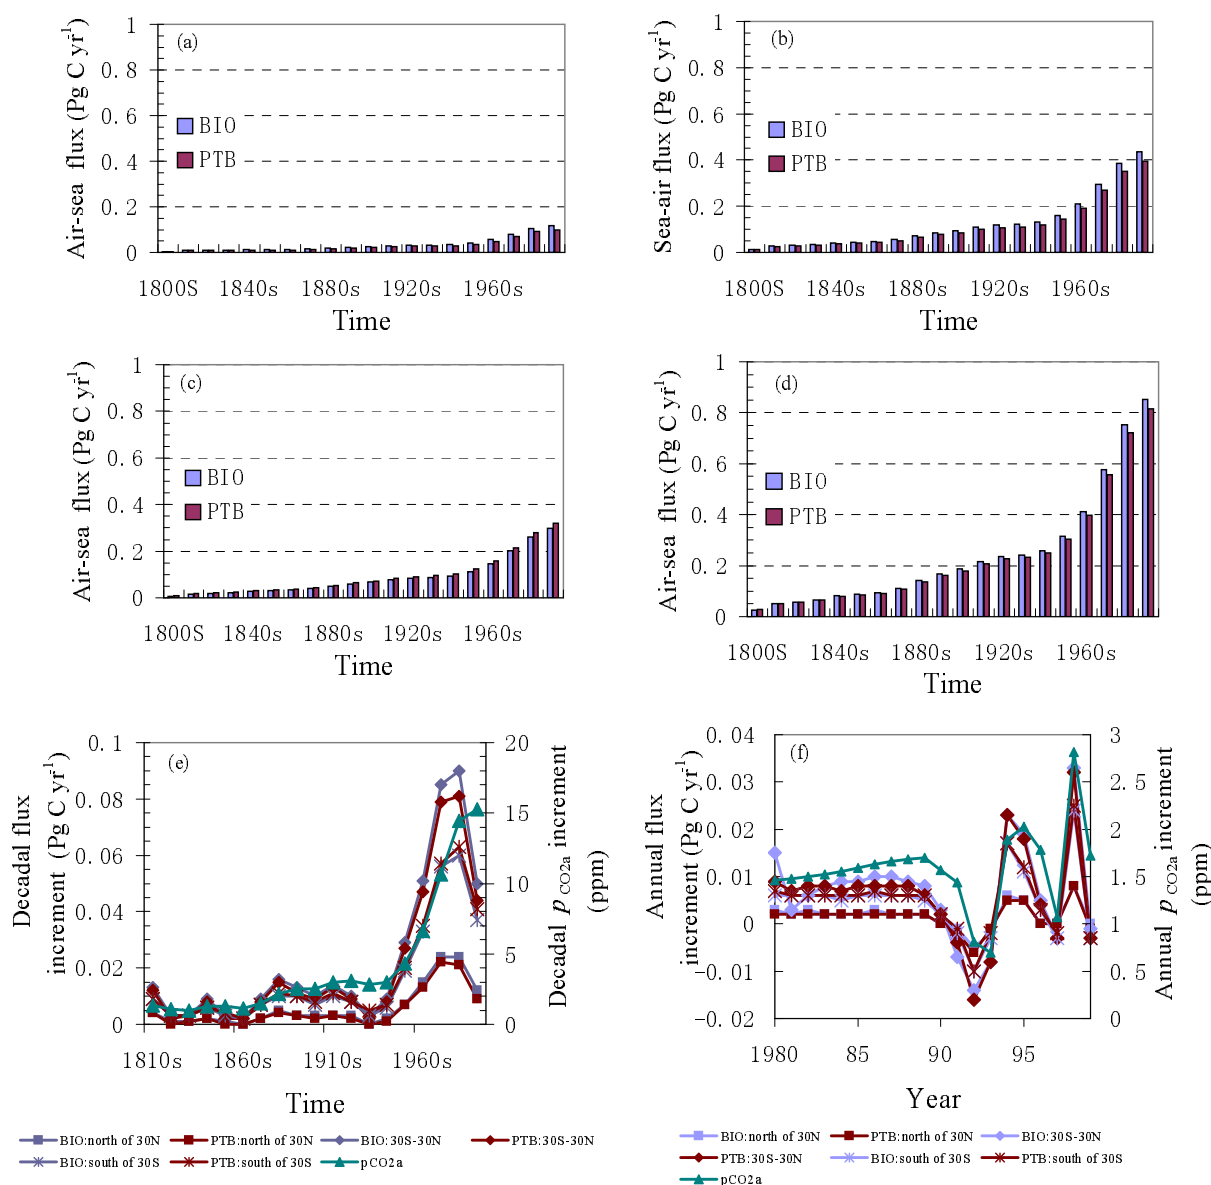 (a)
Air-sea flux (Pg C yr-1)
1
0.8
0.6
0.4
0.2
0
BIO
PTB
1800S 1840s 1880s 1920s 1960s
Time
(b)
Sea-air flux (Pg C yr-1)
1
0.8
0.6
0.4
0.2
0
BIO
PTB
1800S 1840s 1880s 1920s 1960s
Time
(c)
Air-sea flux (Pg C yr-1)
1
0.8
0.6
0.4
0.2
0
BIO
PTB
1800S 1840s 1880s 1920s 1960s
Time
(d)
Air-sea flux (Pg C yr-1)
1
0.8
0.6
0.4
0.2
0
BIO
PTB
1800S 1840s 1880s 1920s 1960s
Time
(e)
Decadal flux
increment (Pg C yr-1)
0.1
0.08
0.06
0.04
0.02
0
20
15
10
5
0
Decadal p CO2a increment
(ppm)
1810s 1860s 1910s 1960s
Time
BIO:north of 30N PTB:north of 30N BIO:30S-30N PTB:30S-30N
BIO:south of 30S PTB:south of 30S pCO2a
(f)
Annual flux
increment (Pg C yr-1)
0.04
0.03
0.02
0.01
0
-0.01
-0.02
3
2.5
2
1.5
1
0.5
0
Annual p CO2a increment
(ppm)
1980 85 90 95
Year
BIO:north of 30N PTB:north of 30N BIO:30S-30N
PTB:30S-30N BIO:south of 30S PTB:south of 30S
pCO2a